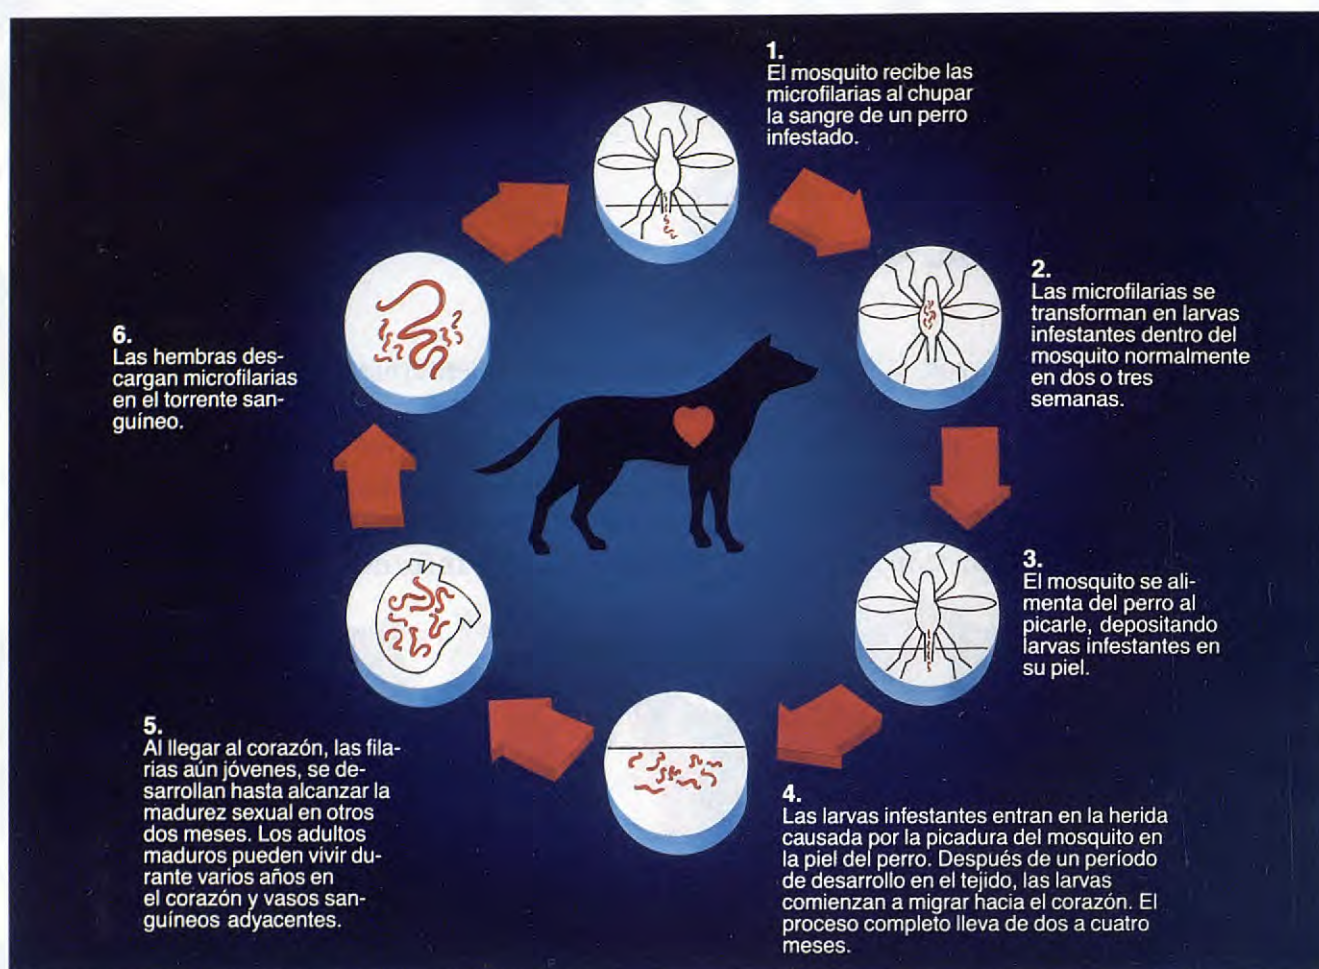 1.
El mosquito recibe las
microfilarias al chupar
la sangre de un perro
infestado.
2.
Las microfilarias se
transforman en larvas
infestantes dentro del
mosquito normalmente
en dos o tres
semanas.
3.
El mosquito se ali-
menta del perro al
picarle, depositando
larvas infestantes en
su piel.
4.
Las larvas infestantes entran en la herida
causada por la picadura del mosquito en
la piel del perro. Después de un período
de desarrollo en el tejido, las larvas
comienzan a migrar hacia el corazón. El
proceso completo lleva de dos a cuatro
meses.
5.
Al llegar al corazón, las fila-
rias aún jóvenes, se de-
sarrollan hasta alcanzar la
madurez sexual en otros
dos meses. Los adultos
maduros pueden vivir du-
rante varios años en
el corazón y vasos san-
guíneos adyacentes.
6.
Las hembras des-
cargan microfilarias
en el torrente san-
guíneo.